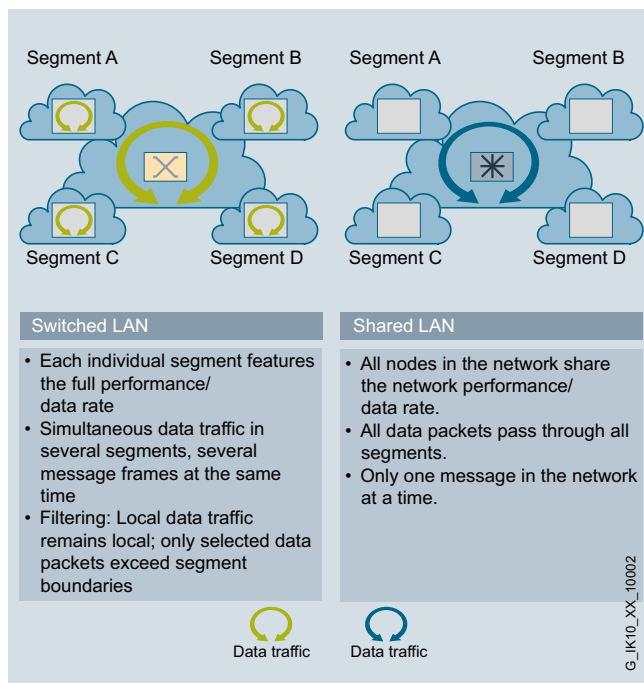 Segment A
Segment B
Segment C
Segment D
Segment A
Segment B
Segment C
Segment D
Switched LAN
• Each individual segment features
the full performance/
data rate
• Simultaneous data traffic in
several segments, several
message frames at the same
time
• Filtering: Local data traffic
remains local; only selected data
packets exceed segment
boundaries
Shared LAN
• All nodes in the network share
the network performance/
data rate.
• All data packets pass through all
segments.
• Only one message in the network
at a time.
Data traffic
Data traffic
G_IK10_XX_10002